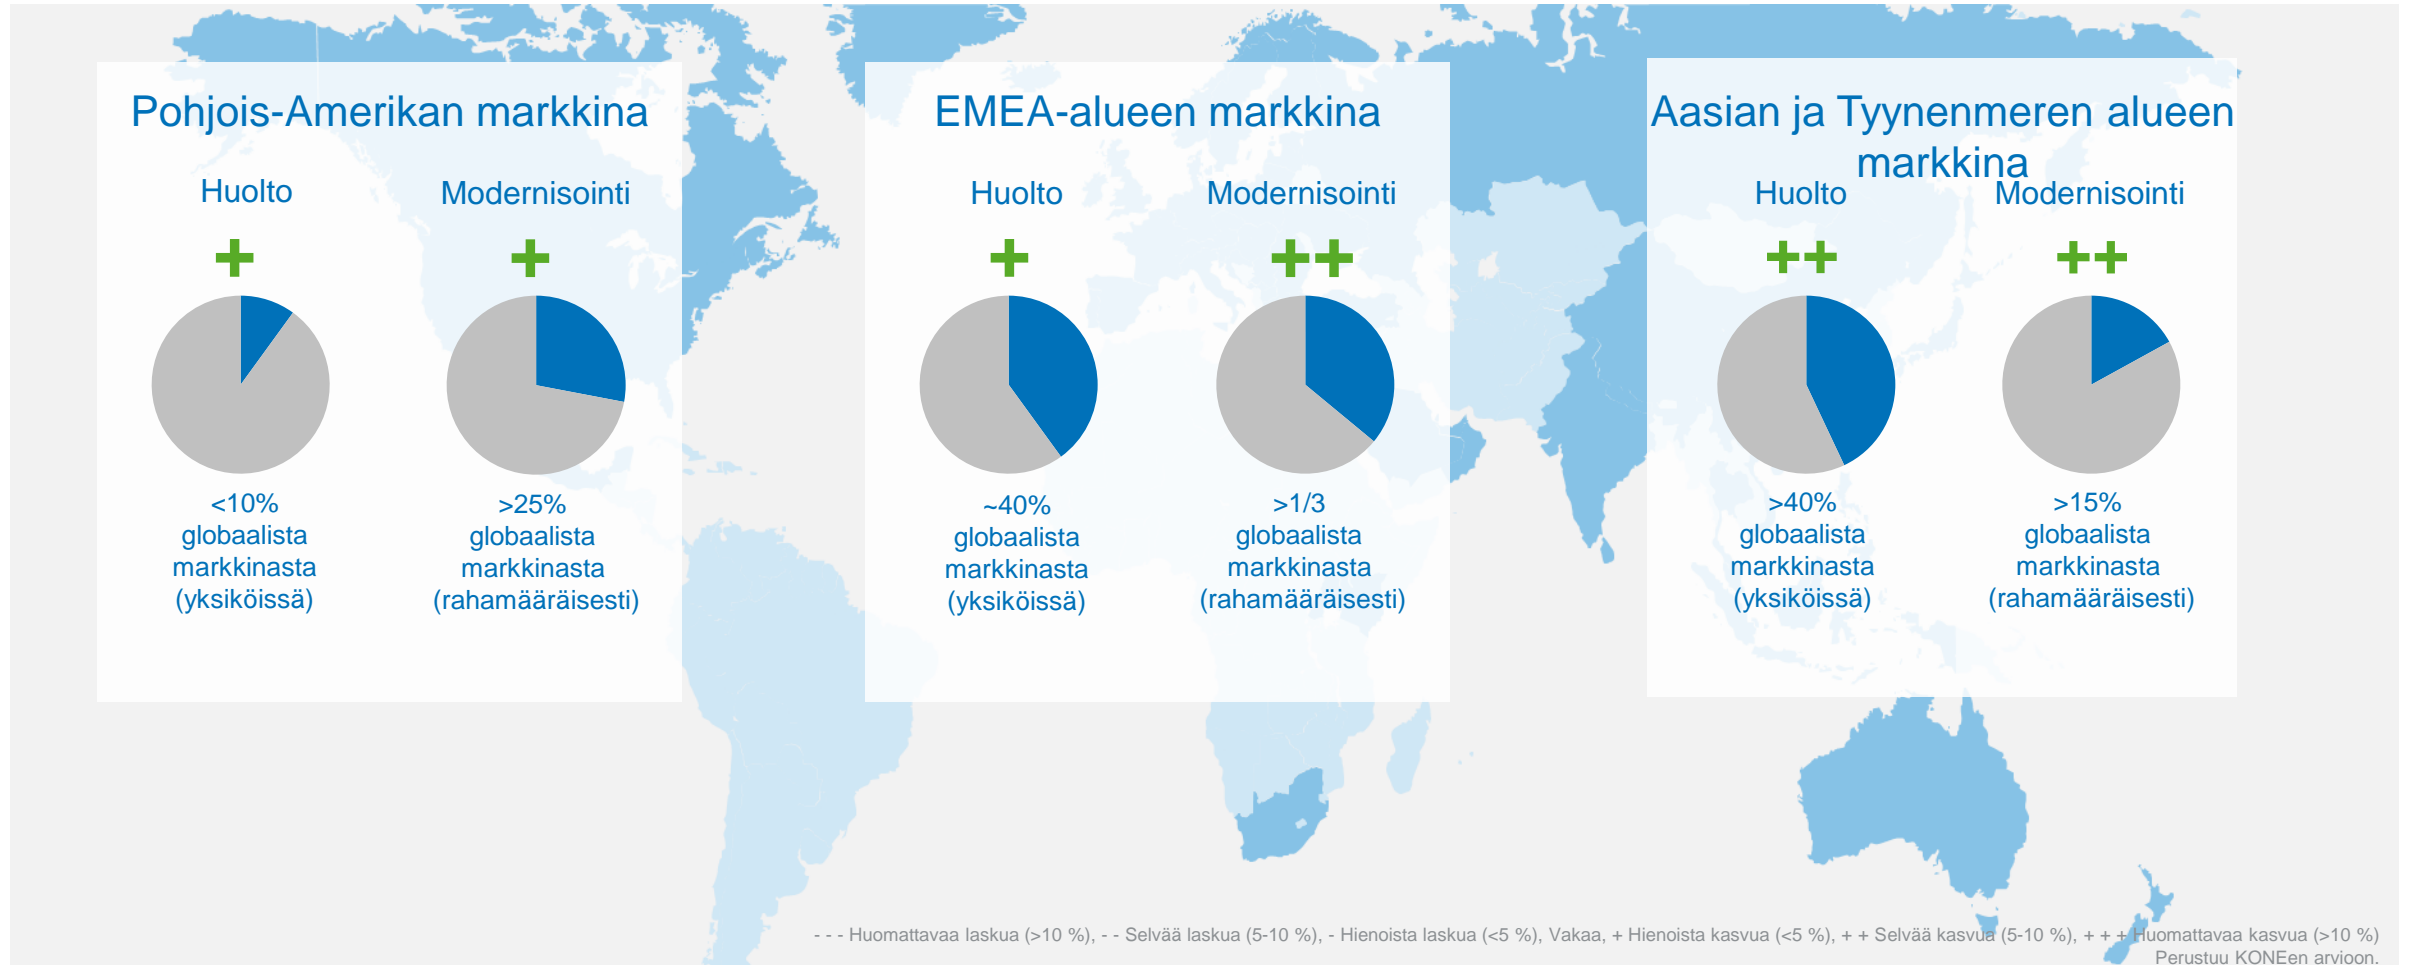 Pohjois-Amerikan markkina
Huolto
Modernisointi
+
+
<10%
globaalista
markkinasta
(yksiköissä)
>25%
globaalista
markkinasta
(rahamääräisesti)
EMEA-alueen markkina
Huolto
Modernisointi
+
++
~40%
globaalista
markkinasta
(yksiköissä)
>1/3
globaalista
markkinasta
(rahamääräisesti)
Aasian ja Tyynenmeren alueen
markkina
Huolto
Modernisointi
++
++
>40%
globaalista
markkinasta
(yksiköissä)
>15%
globaalista
markkinasta
(rahamääräisesti)
- - - Huomattavaa laskua (>10 %), - - Selvää laskua (5-10 %), - Hienoista laskua (<5 %), Vakaa, + Hienoista kasvua (<5 %), + + Selvää kasvua (5-10 %), + + + Huomattavaa kasvua (>10 %)
Perustuu KONEen arvioon.